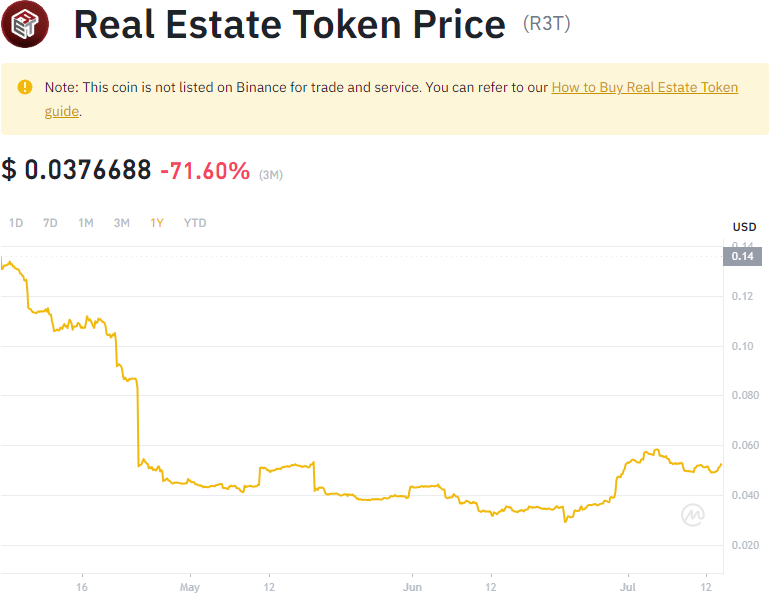 Real Estate Token Price (R3T)
Note: This coin is not listed on Binance for trade and service. You can refer to our How to Buy Real Estate Token
guide.
$ 0.0376688 -71.60% (3M)
1D 7D 1M 3M 1Y YTD
USD
0.14
0.14
0.12
0.10
0.080
0.060
0.040
0.020
16 May 12 Jun 12 Jul 12